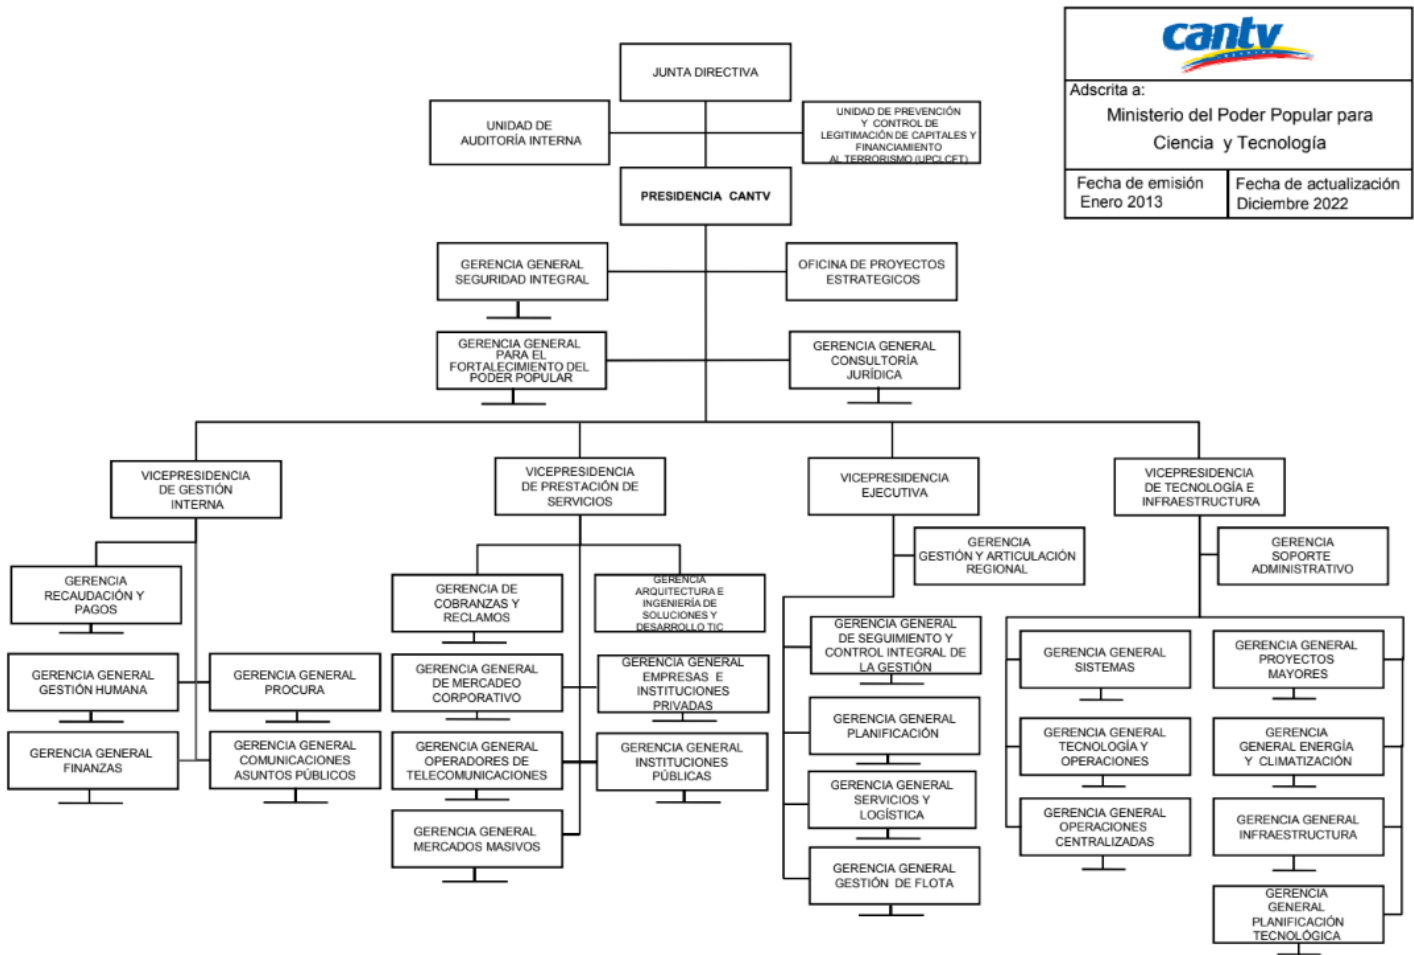 cantv
Adscrita a:
Ministerio del Poder Popular para
Ciencia y Tecnología
Fecha de emisión
Enero 2013
Fecha de actualización
Diciembre 2022
JUNTA DIRECTIVA
UNIDAD DE
AUDITORÍA INTERNA
UNIDAD DE PREVENCIÓN
Y CONTROL DE
LEGITIMACIÓN DE CAPITALES Y
FINANCIAMIENTO
AL TERRORISMO (UPCLCFT)
PRESIDENCIA CANTV
GERENCIA GENERAL
SEGURIDAD INTEGRAL
OFICINA DE PROYECTOS
ESTRATEGICOS
GERENCIA GENERAL
PARA EL
FORTALECIMIENTO DEL
PODER POPULAR
GERENCIA GENERAL
CONSULTORÍA
JURÍDICA
VICEPRESIDENCIA
DE GESTIÓN
INTERNA
GERENCIA
RECAUDACIÓN Y
PAGOS
GERENCIA GENERAL
GESTIÓN HUMANA
GERENCIA GENERAL
PROCURA
GERENCIA GENERAL
FINANZAS
GERENCIA GENERAL
COMUNICACIONES
ASUNTOS PÚBLICOS
VICEPRESIDENCIA
DE PRESTACIÓN DE
SERVICIOS
GERENCIA DE
COBRANZAS Y
RECLAMOS
GERENCIA
ARQUITECTURA E
INGENIERÍA DE
SOLUCIONES Y
DESARROLLO TIC
GERENCIA GENERAL
DE MERCADEO
CORPORATIVO
GERENCIA GENERAL
EMPRESAS E
INSTITUCIONES
PRIVADAS
GERENCIA GENERAL
OPERADORES DE
TELECOMUNICACIONES
GERENCIA GENERAL
INSTITUCIONES
PÚBLICAS
GERENCIA GENERAL
MERCADOS MASIVOS
VICEPRESIDENCIA
EJECUTIVA
GERENCIA
GESTIÓN Y ARTICULACIÓN
REGIONAL
GERENCIA GENERAL
DE SEGUIMIENTO Y
CONTROL INTEGRAL DE
LA GESTIÓN
GERENCIA GENERAL
PLANIFICACIÓN
GERENCIA GENERAL
SERVICIOS Y
LOGÍSTICA
GERENCIA GENERAL
GESTIÓN DE FLOTA
VICEPRESIDENCIA
DE TECNOLOGÍA E
INFRAESTRUCTURA
GERENCIA
SOPORTE
ADMINISTRATIVO
GERENCIA GENERAL
SISTEMAS
GERENCIA GENERAL
PROYECTOS
MAYORES
GERENCIA GENERAL
TECNOLOGÍA Y
OPERACIONES
GERENCIA
GENERAL ENERGÍA
Y CLIMATIZACIÓN
GERENCIA GENERAL
OPERACIONES
CENTRALIZADAS
GERENCIA GENERAL
INFRAESTRUCTURA
GERENCIA
GENERAL
PLANIFICACIÓN
TECNOLÓGICA